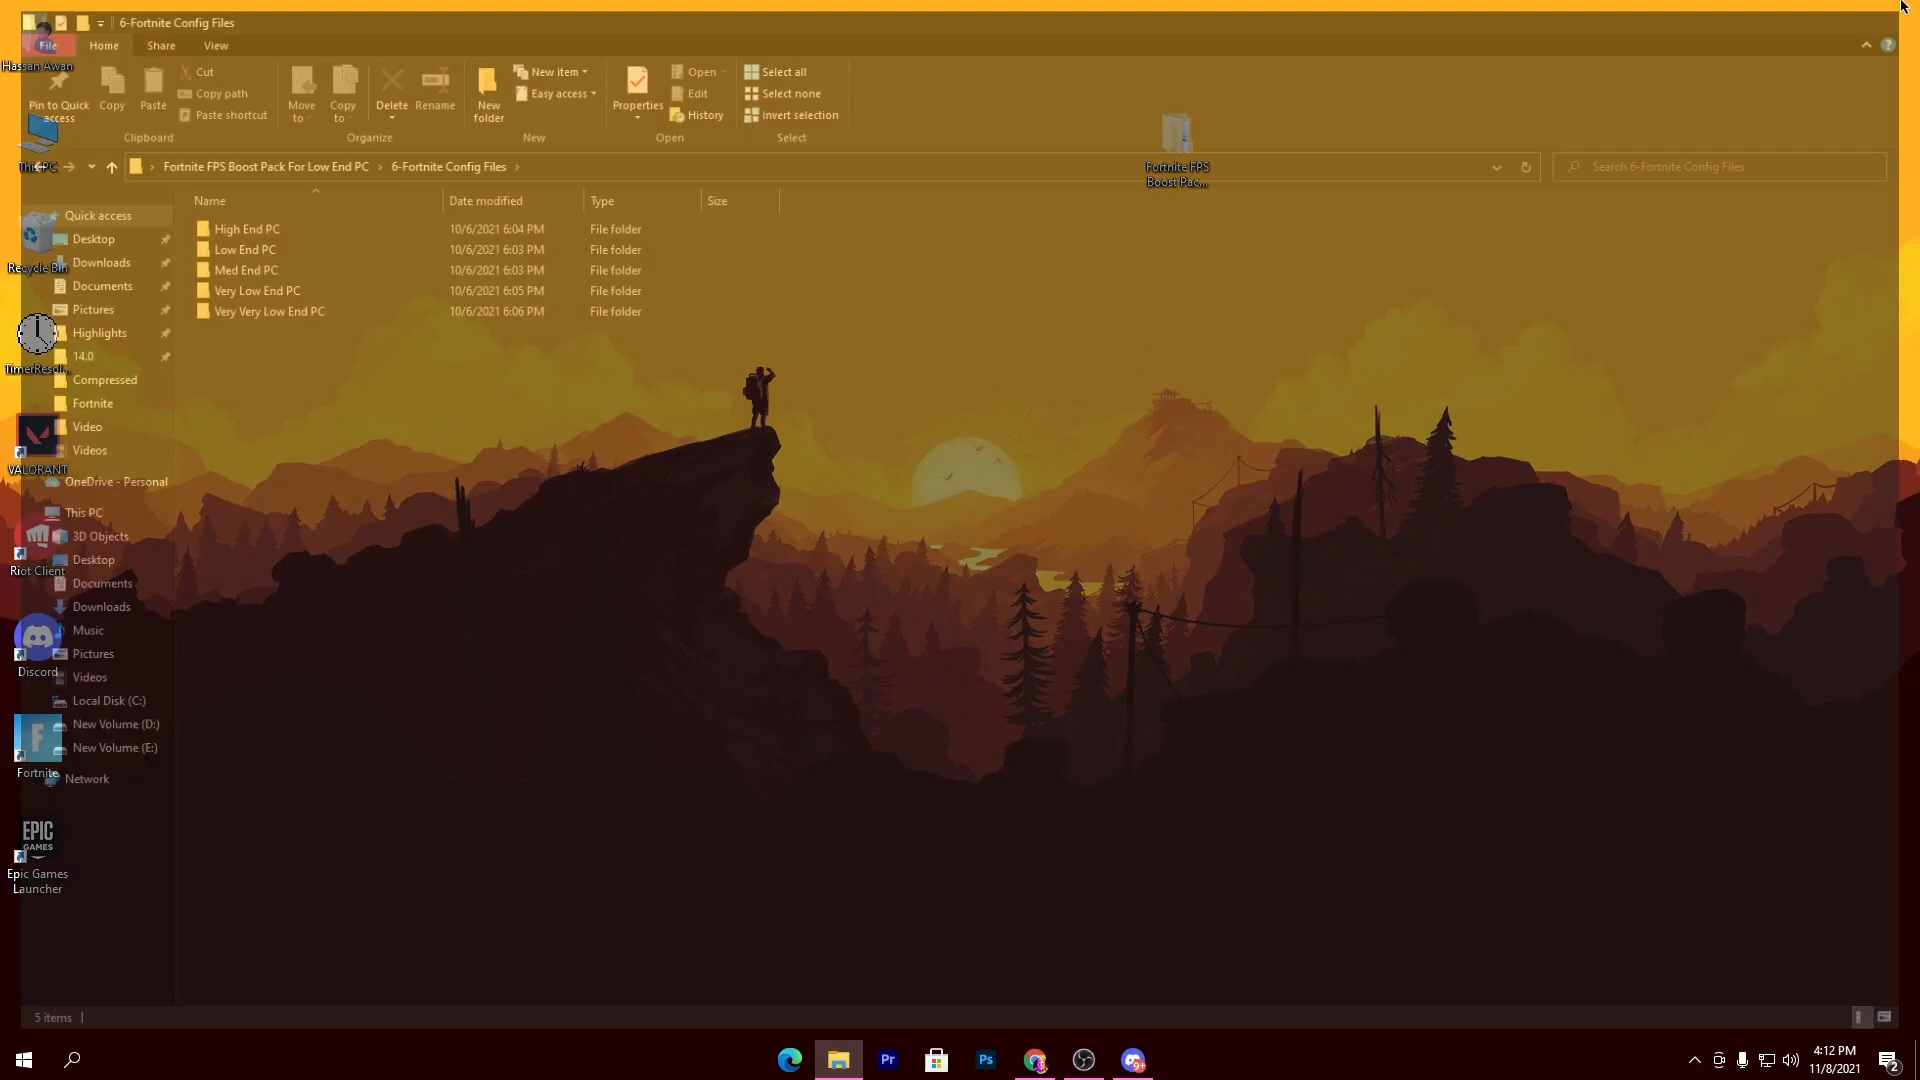 6-Fortnite Config Files
File Home Share View
Hassan Awan
Pin to Quick access
Copy
Paste
Cut
Copy path
Paste shortcut
Clipboard
Move to
Copy to
Delete
Rename
Organize
New folder
New item
Easy access
New
Properties
Open
Edit
History
Open
Select all
Select none
Invert selection
Select
This PC
Fortnite FPS Boost Pack For Low End PC
6-Fortnite Config Files
Search 6-Fortnite Config Files
Fortnite FPS
Boost Pac...
Name Date modified Type Size
High End PC 10/6/2021 6:04 PM File folder
Low End PC 10/6/2021 6:03 PM File folder
Med End PC 10/6/2021 6:03 PM File folder
Very Low End PC 10/6/2021 6:05 PM File folder
Very Very Low End PC 10/6/2021 6:06 PM File folder
Quick access
Desktop
Downloads
Documents
Pictures
Highlights
14.0
Compressed
Fortnite
Video
Videos
OneDrive - Personal
This PC
3D Objects
Desktop
Documents
Downloads
Music
Pictures
Videos
Local Disk (C:)
New Volume (D:)
New Volume (E:)
Network
Recycle Bin
TimerResol...
VALORANT
Riot Client
Discord
F
Fortnite
EPIC
GAMES
Epic Games
Launcher
5 items
Pr
Ps
9+
4:12 PM
11/8/2021
2